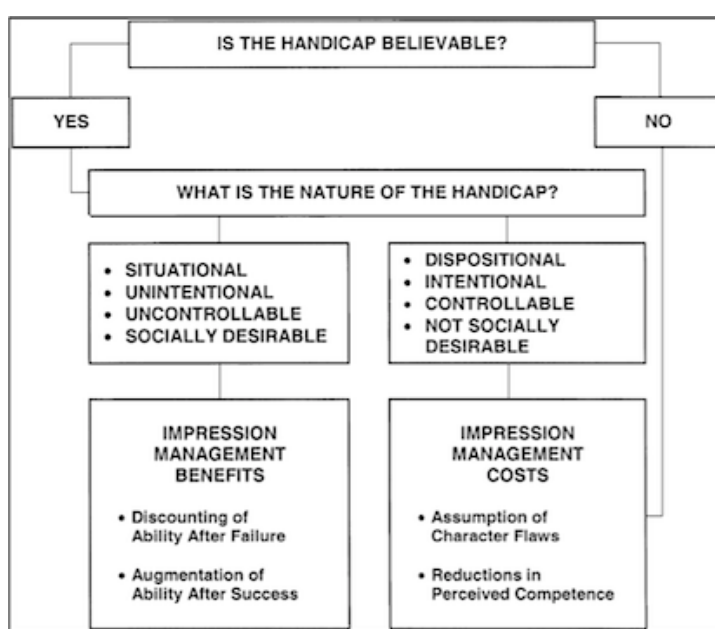 IS THE HANDICAP BELIEVABLE?
YES
NO
WHAT IS THE NATURE OF THE HANDICAP?
• SITUATIONAL
• UNINTENTIONAL
• UNCONTROLLABLE
• SOCIALLY DESIRABLE
• DISPOSITIONAL
• INTENTIONAL
• CONTROLLABLE
• NOT SOCIALLY
DESIRABLE
IMPRESSION
MANAGEMENT
BENEFITS
• Discounting of
Ability After Failure
• Augmentation of
Ability After Success
IMPRESSION
MANAGEMENT
COSTS
• Assumption of
Character Flaws
• Reductions in
Perceived Competence